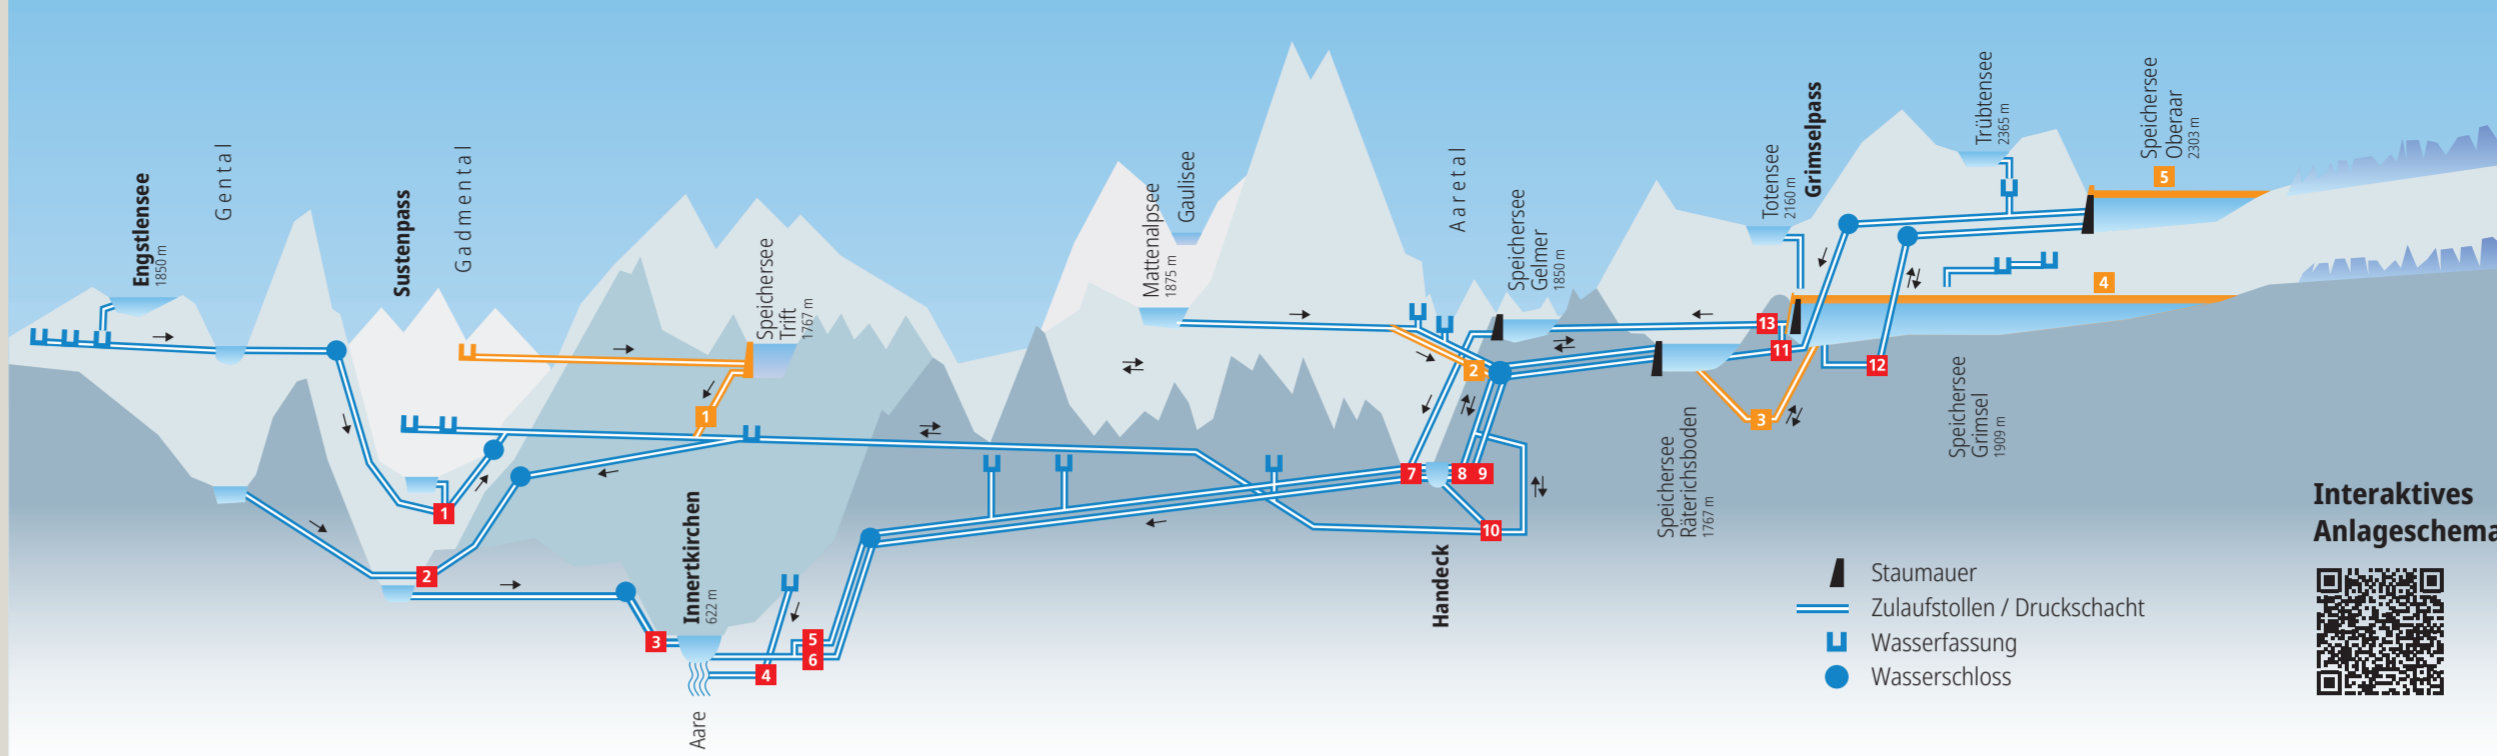 Engstlensee
1850 m
Gental
Sustenpass
Gadmental
Speichersee
Trift
1767 m
Mattenalpsee
1875 m
Gaulisee
Aaretal
Speichersee
Gelmer
1850 m
Totensee
2160 m
Grimselpass
Trübtensee
2365 m
Speichersee
Oberaar
2303 m
5
4
13
11
12
2
3
1
1
2
3
4
5
6
7
8
9
10
Innertkirchen
622 m
Aare
Handeck
Speichersee
Räterichsboden
1767 m
Speichersee
Grimsel
1909 m
Staumauer
Zulaufstollen / Druckschacht
Wasserfassung
Wasserschloss
Interaktives
Anlageschema